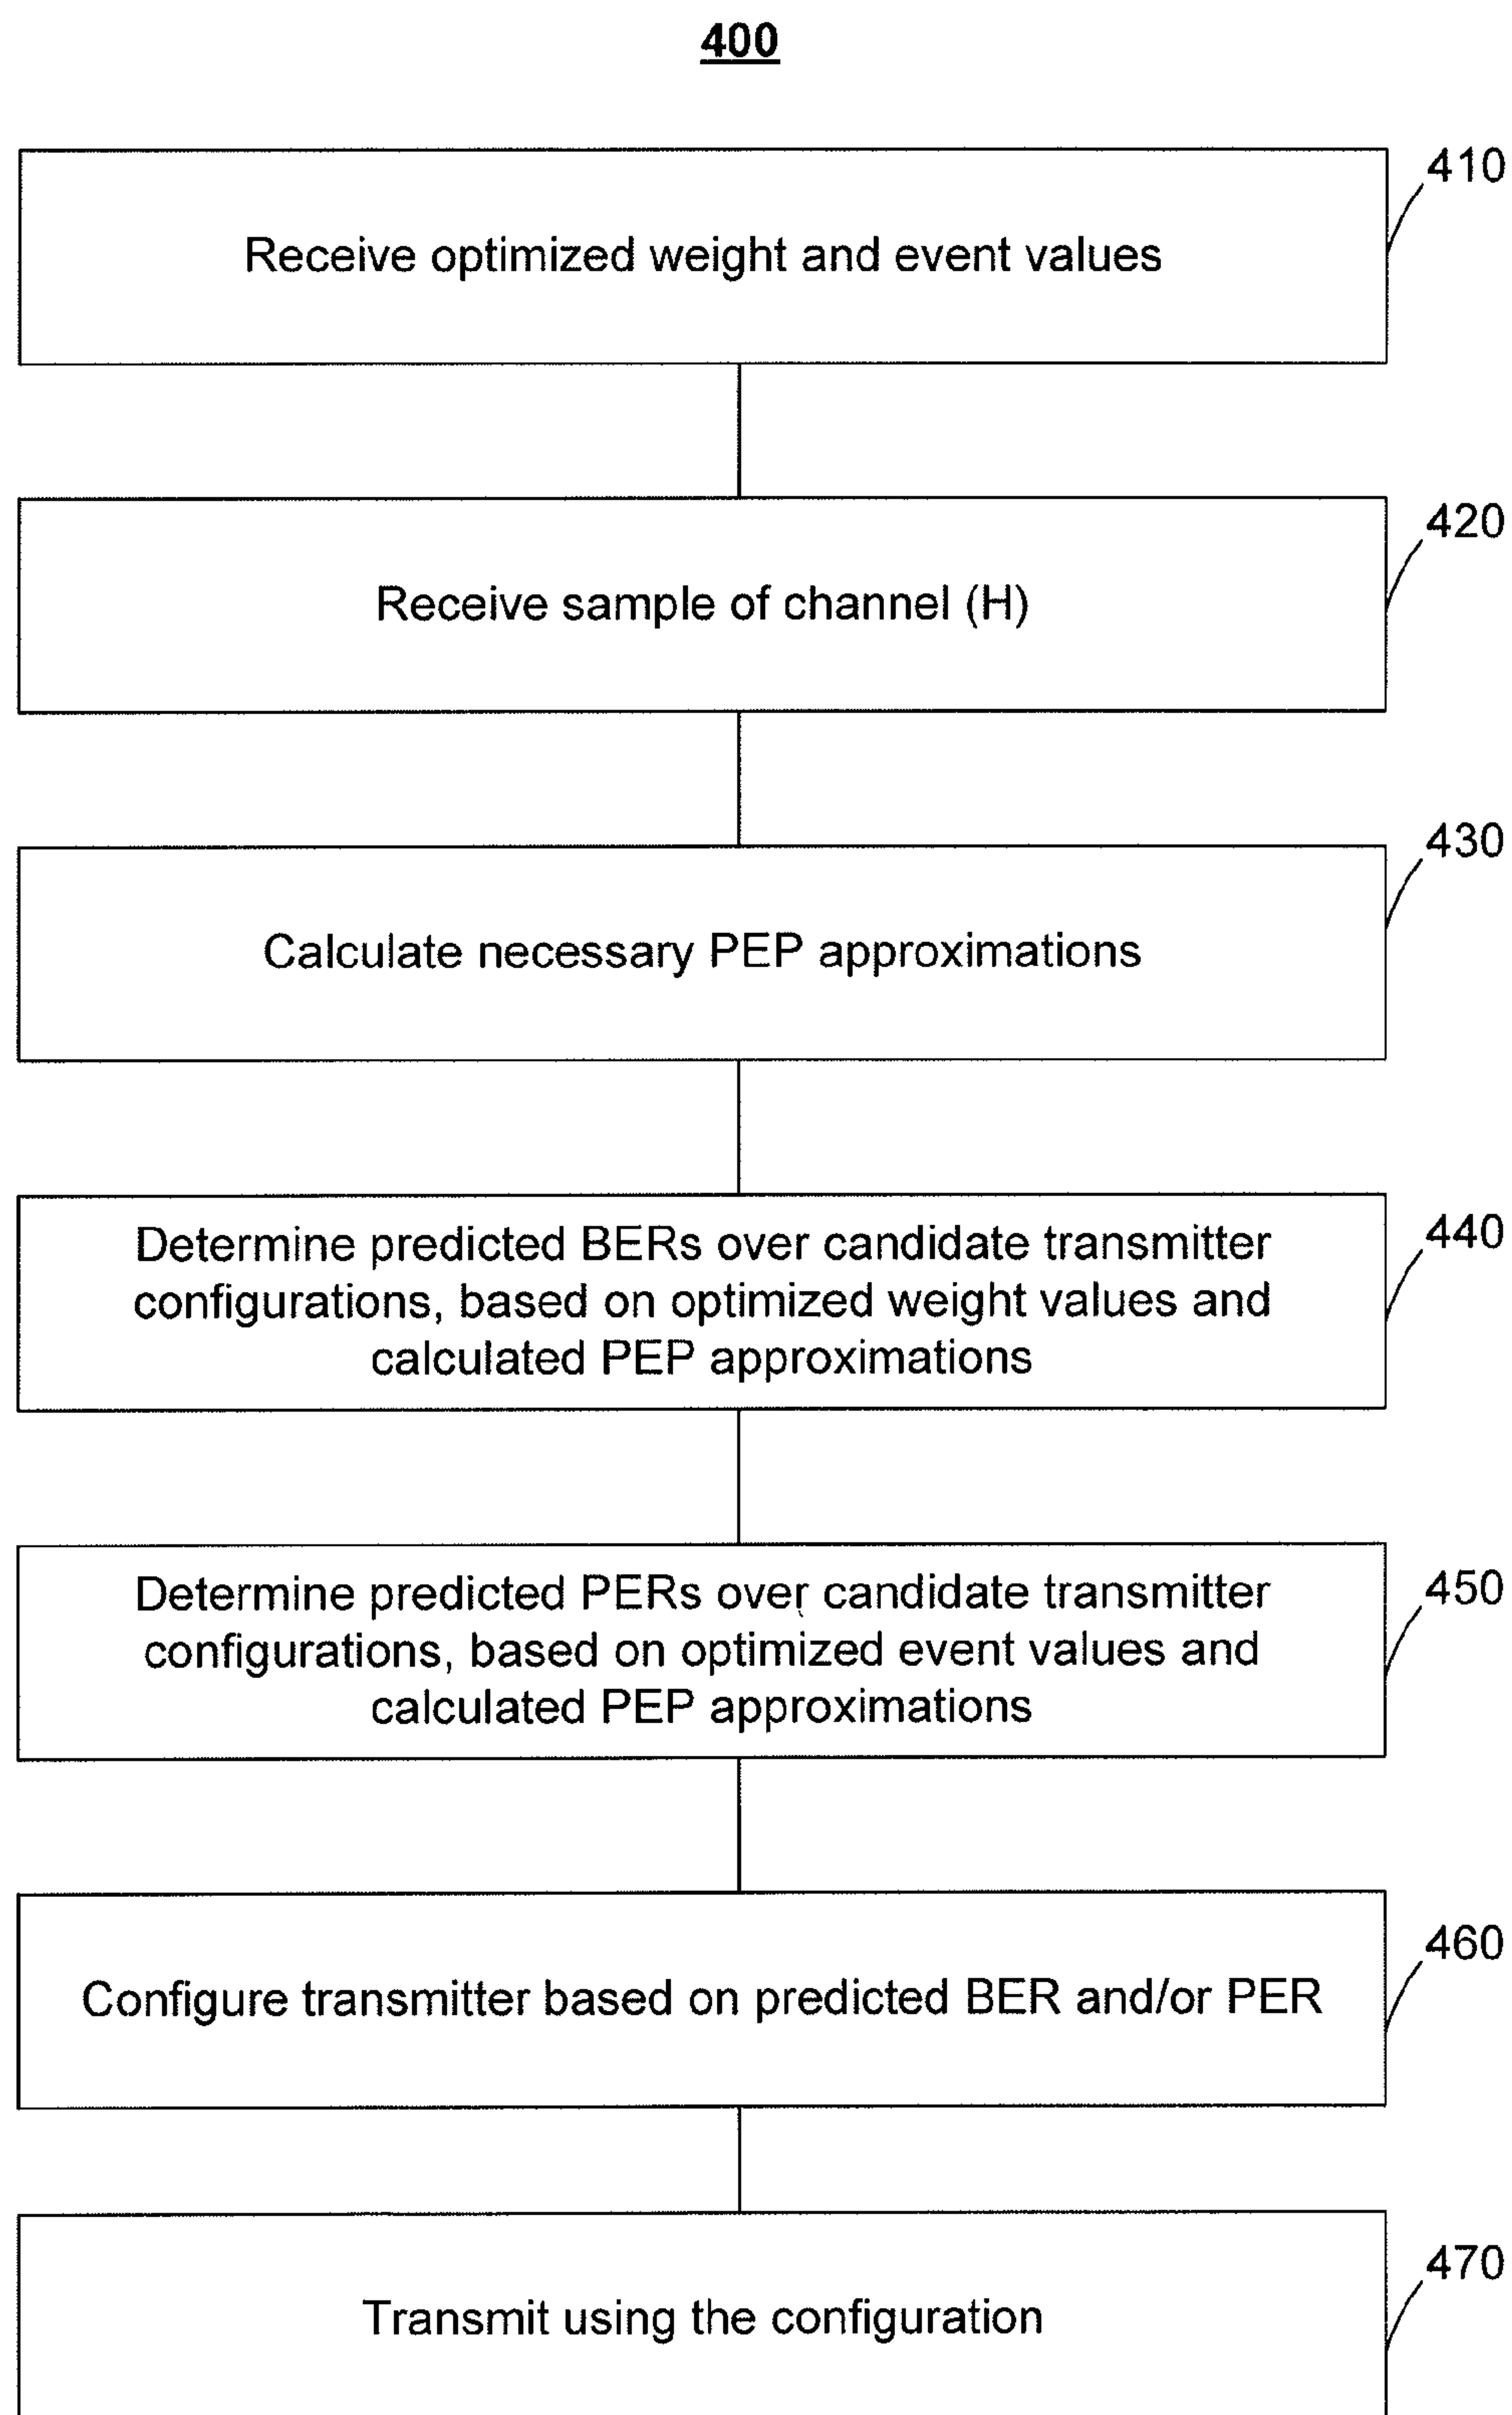 400
410
Receive optimized weight and event values
420
Receive sample of channel (H)
430
Calculate necessary PEP approximations
440
Determine predicted BERs over candidate transmitter
configurations, based on optimized weight values and
calculated PEP approximations
450
Determine predicted PERs over candidate transmitter
configurations, based on optimized event values and
calculated PEP approximations
460
Configure transmitter based on predicted BER and/or PER
470
Transmit using the configuration